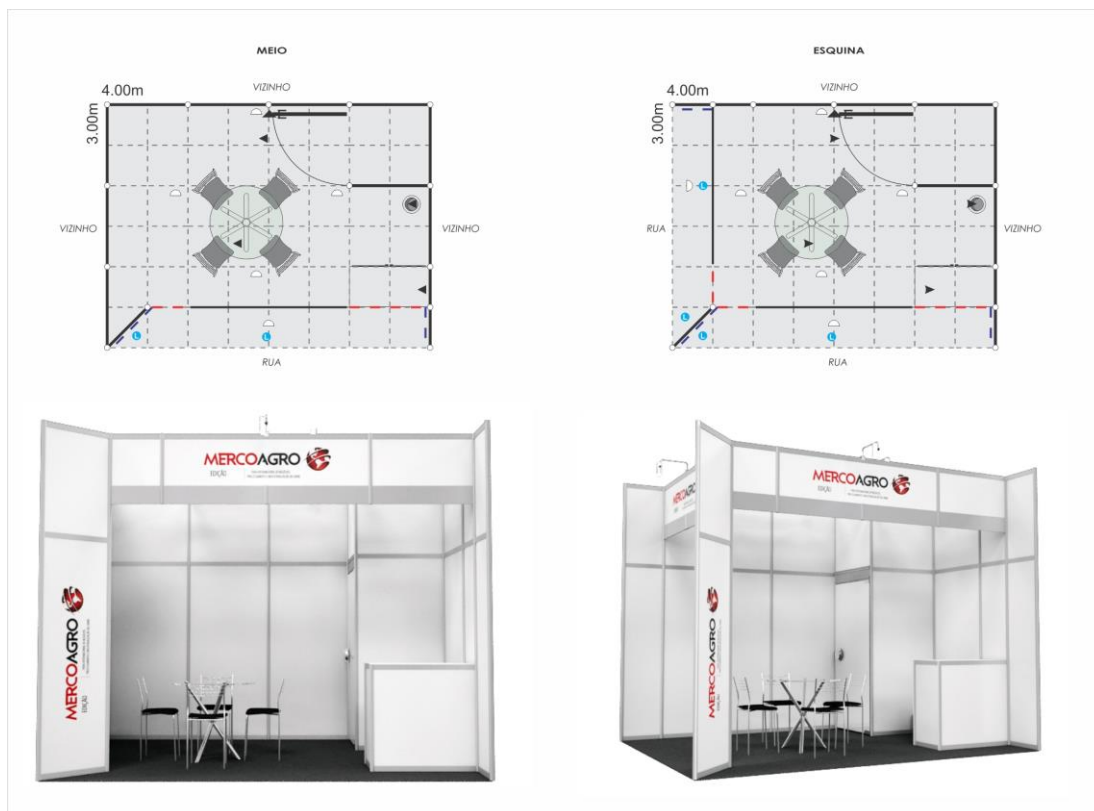 MEIO
4.00m
3.00m
VIZINHO
VIZINHO
VIZINHO
RUA
L
L
ESQUINA
4.00m
3.00m
VIZINHO
RUA
VIZINHO
RUA
L
L
L
L
MERCOAGRO
EDIÇÃO
MERCOAGRO
EDIÇÃO
MERCOAGRO
MERCOAGRO
EDIÇÃO
MERCOAGRO
EDIÇÃO